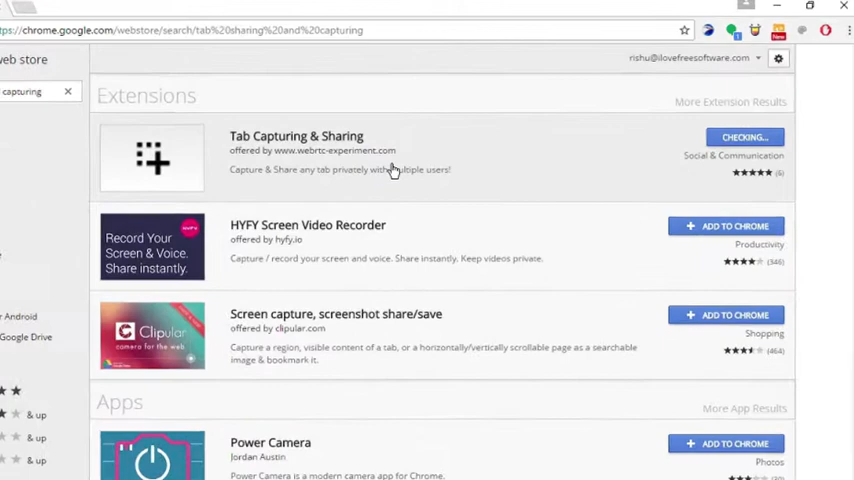 ttps://chrome.google.com/webstore/search/tab%20sharing%20and%20capturing
New
web store
rishu@ilovefreesoftware.com
capturing
Extensions
More Extension Results
Tab Capturing & Sharing
offered by www.webrtc-experiment.com
Capture & Share any tab privately with multiple users!
CHECKING...
Social & Communication
(6)
Record Your
Screen & Voice.
Share instantly.
HYFY Screen Video Recorder
offered by hyfy.io
Capture / record your screen and voice. Share instantly. Keep videos private.
ADD TO CHROME
Productivity
(346)
r Android
Google Drive
Clipular
camera for the web
Screen capture, screenshot share/save
offered by clipular.com
Capture a region, visible content of a tab, or a horizontally/vertically scrollable page as a searchable
image & bookmark it.
ADD TO CHROME
Shopping
(464)
& up
& up
& up
Apps
More App Results
Power Camera
Jordan Austin
Power Camera is a modern camera app for Chrome.
ADD TO CHROME
Photos
(30)